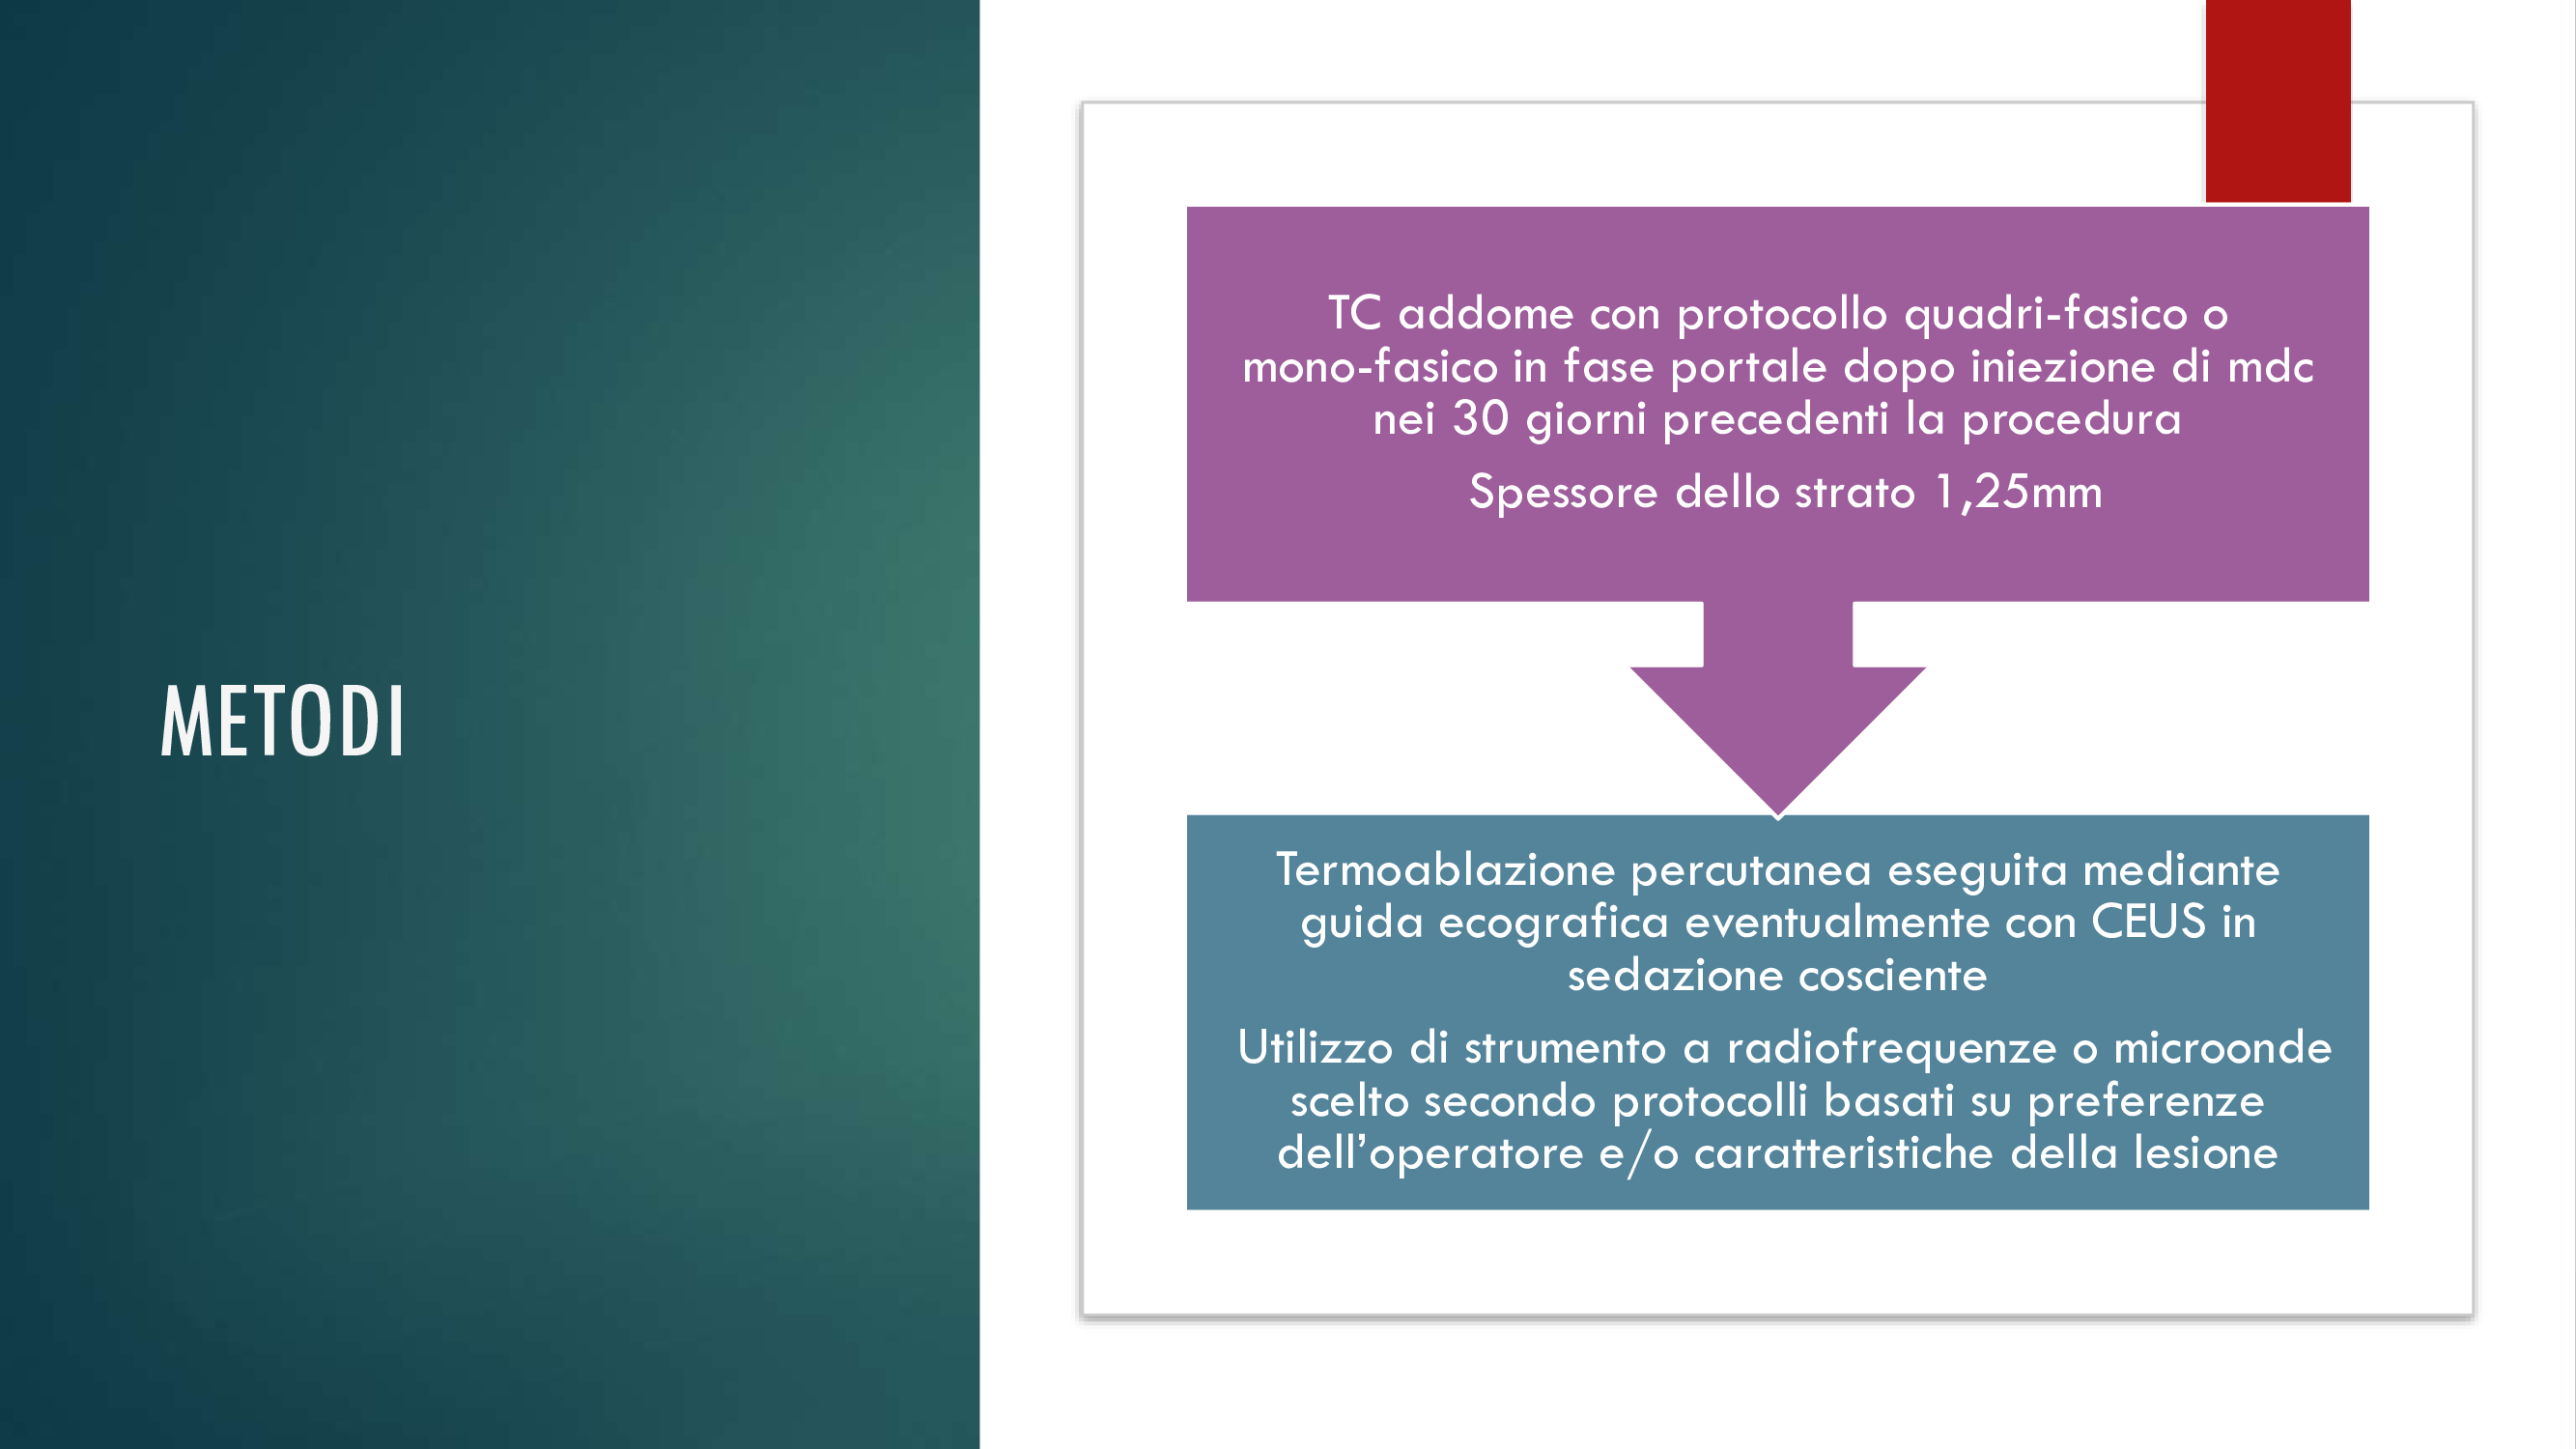 METODI
TC addome con protocollo quadri-fasico o
mono-fasico in fase portale dopo iniezione di mdc
nei 30 giorni precedenti la procedura
Spessore dello strato 1,25mm
Termoablazione percutanea eseguita mediante
guida ecografica eventualmente con CEUS in
sedazione cosciente
Utilizzo di strumento a radiofrequenze o microonde
scelto secondo protocolli basati su preferenze
dell’operatore e/o caratteristiche della lesione